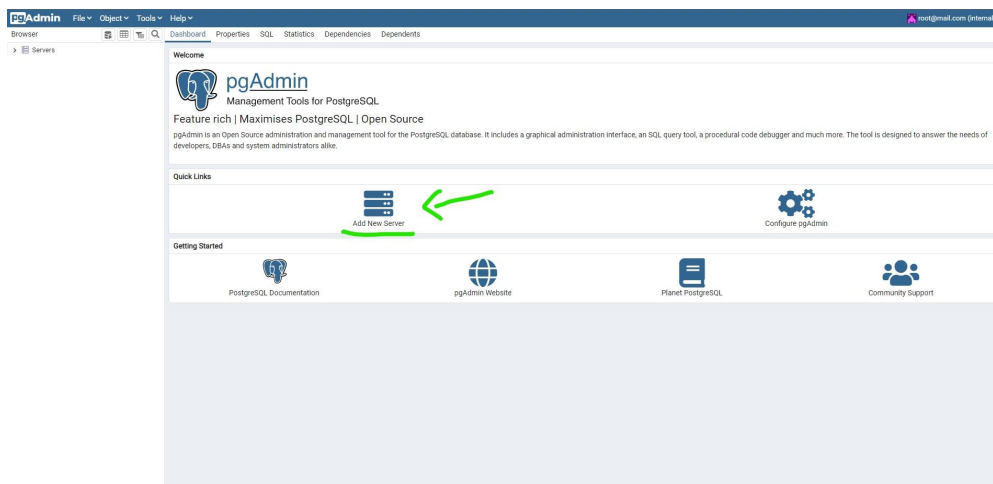 pgAdmin File Object Tools Help root@mail.com (internal
Browser Dashboard Properties SQL Statistics Dependencies Dependents
Servers
Welcome
pgAdmin
Management Tools for PostgreSQL
Feature rich | Maximises PostgreSQL | Open Source
pgAdmin is an Open Source administration and management tool for the PostgreSQL database. It includes a graphical administration interface, an SQL query tool, a procedural code debugger and much more. The tool is designed to answer the needs of
developers, DBAs and system administrators alike.
Quick Links
Add New Server Configure pgAdmin
Getting Started
PostgreSQL Documentation pgAdmin Website Planet PostgreSQL Community Support